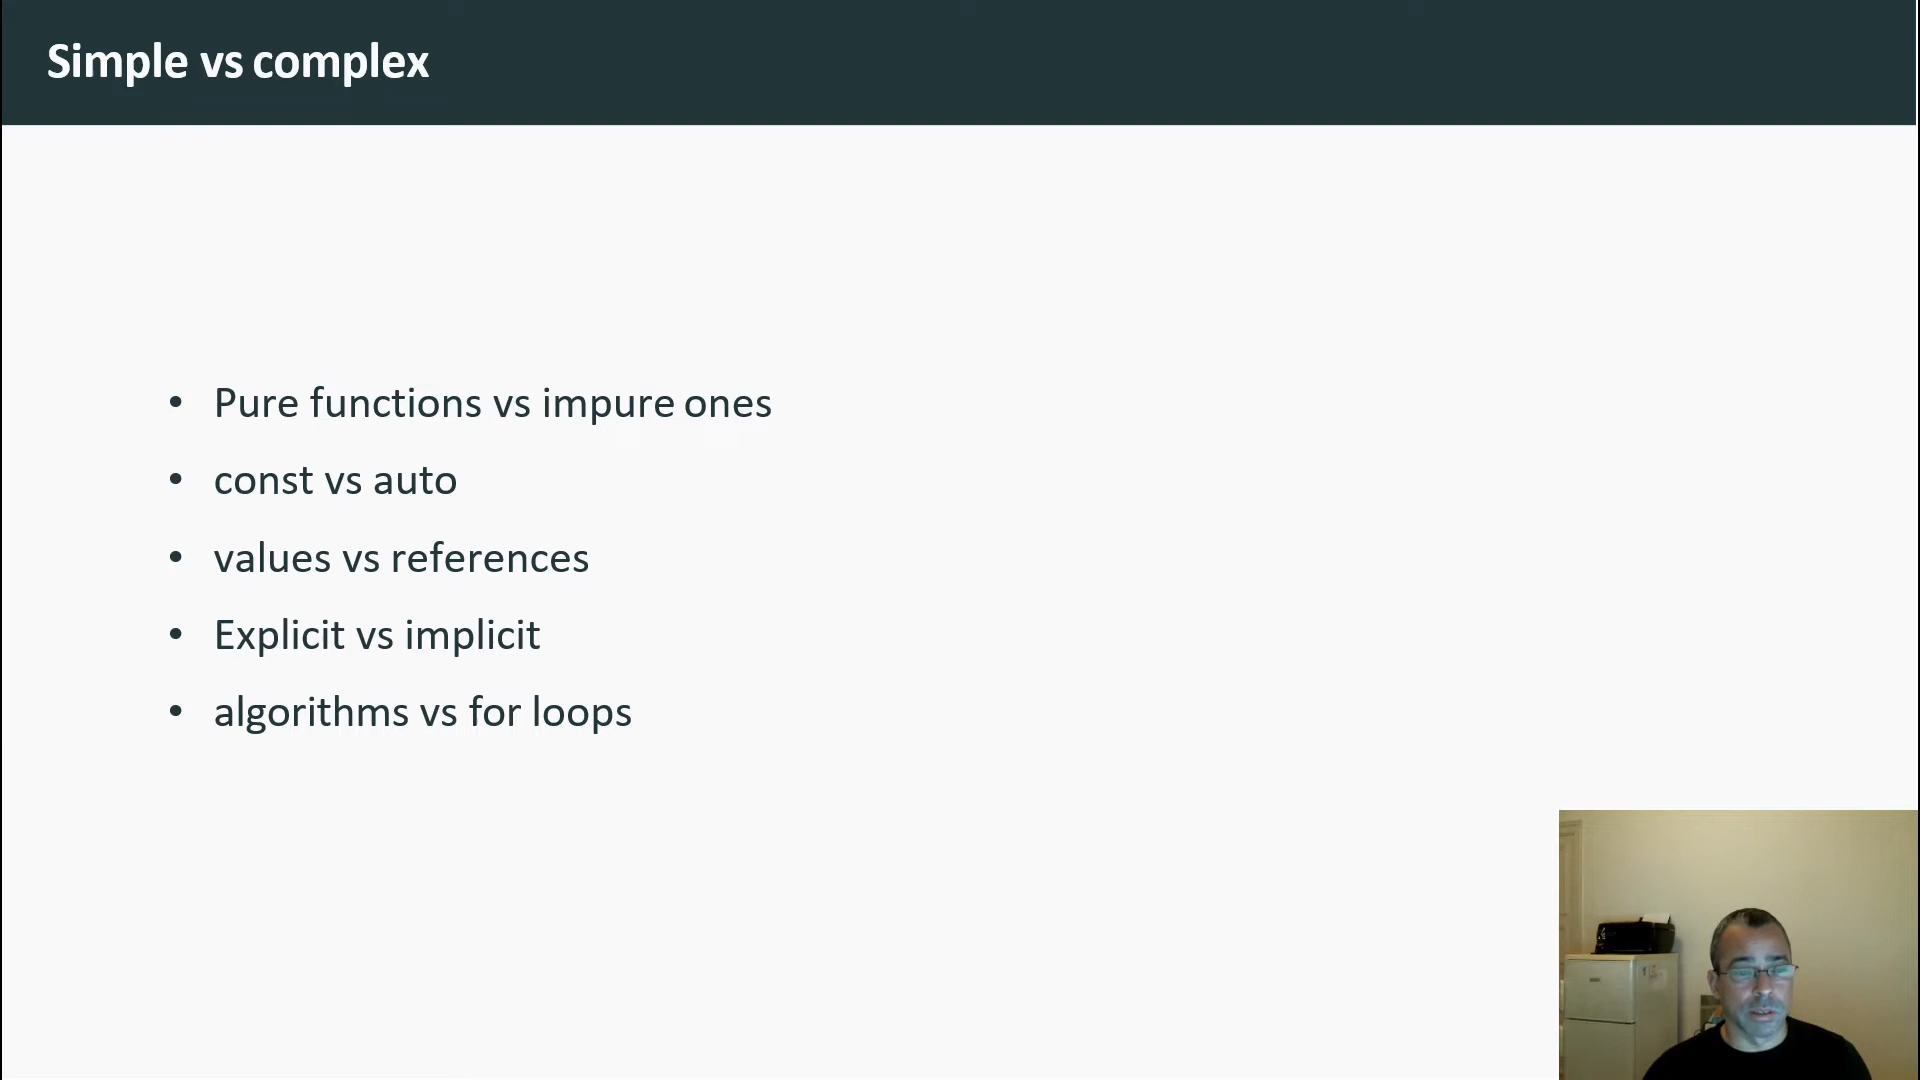 Simple vs complex
• Pure functions vs impure ones
• const vs auto
• values vs references
• Explicit vs implicit
• algorithms vs for loops